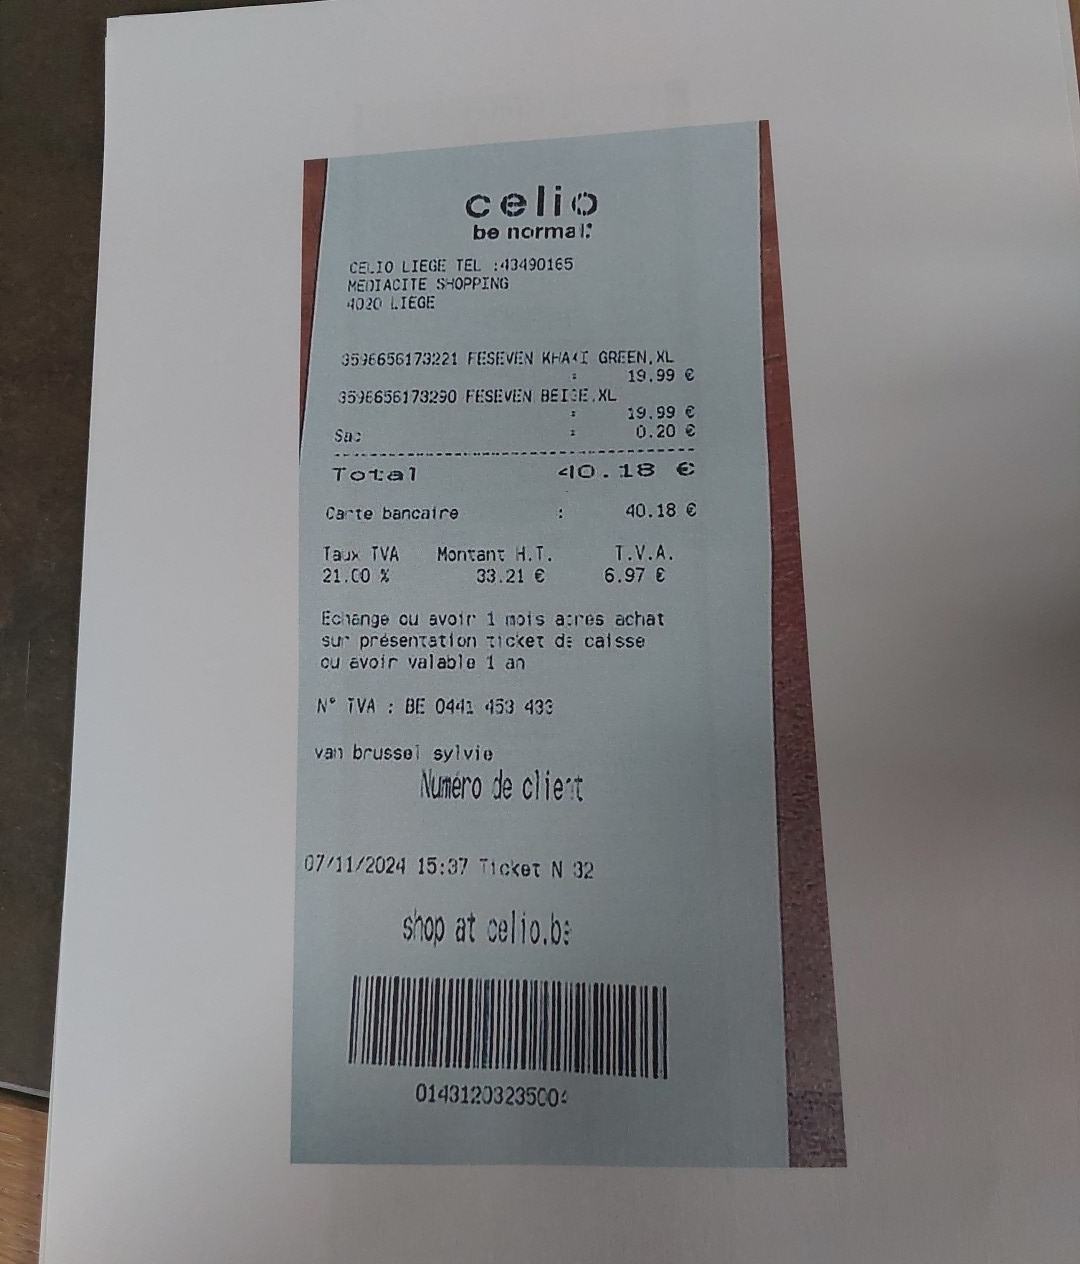 celio
be normal:
CELIO LIEGE TEL :43490165
MEDIACITE SHOPPING
4020 LIEGE
3596656173221 FESEVEN KHAKI GREEN.XL
: 19.99 €
3596656173290 FESEVEN BEIGE.XL
: 19.99 €
Sac : 0.20 €
Total 40.18 €
Carte bancaire : 40.18 €
Taux TVA Montant H.T. T.V.A.
21.00 % 33.21 € 6.97 €
Echange ou avoir 1 mois apres achat
sur présentation ticket de caisse
ou avoir valable 1 an
N° TVA : BE 0441 453 433
van brussel sylvie
Numéro de client
07/11/2024 15:37 Ticket N 32
shop at celio.be